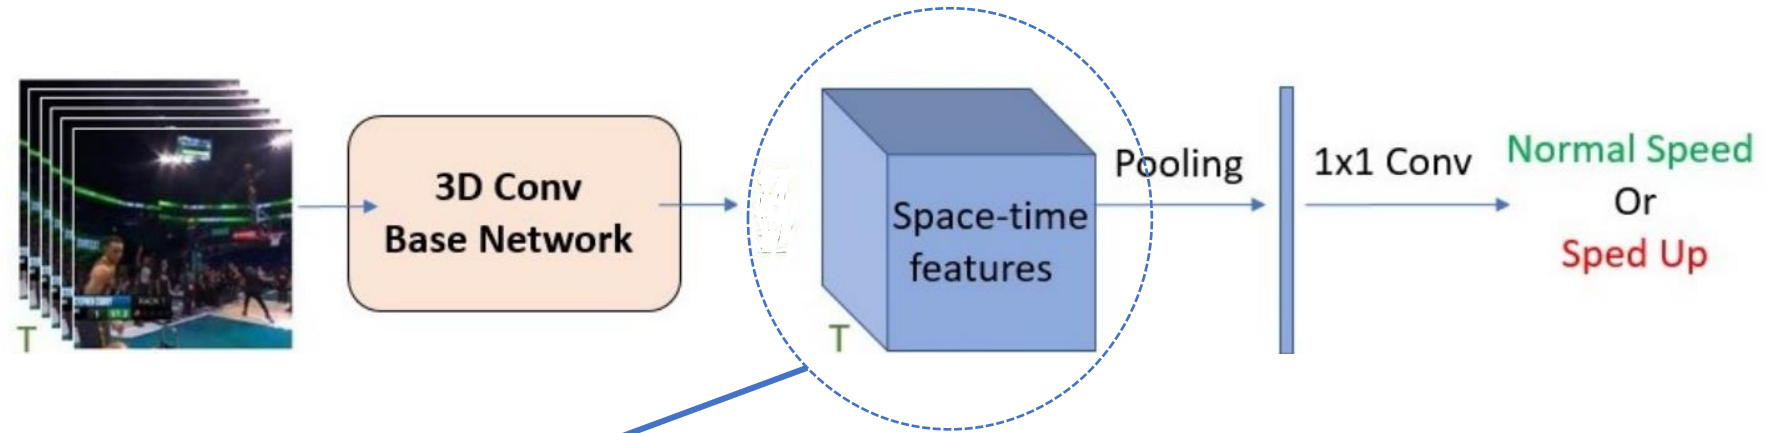 T
3D Conv
Base Network
Space-time
features
T
Pooling
1x1 Conv
Normal Speed
Or
Sped Up